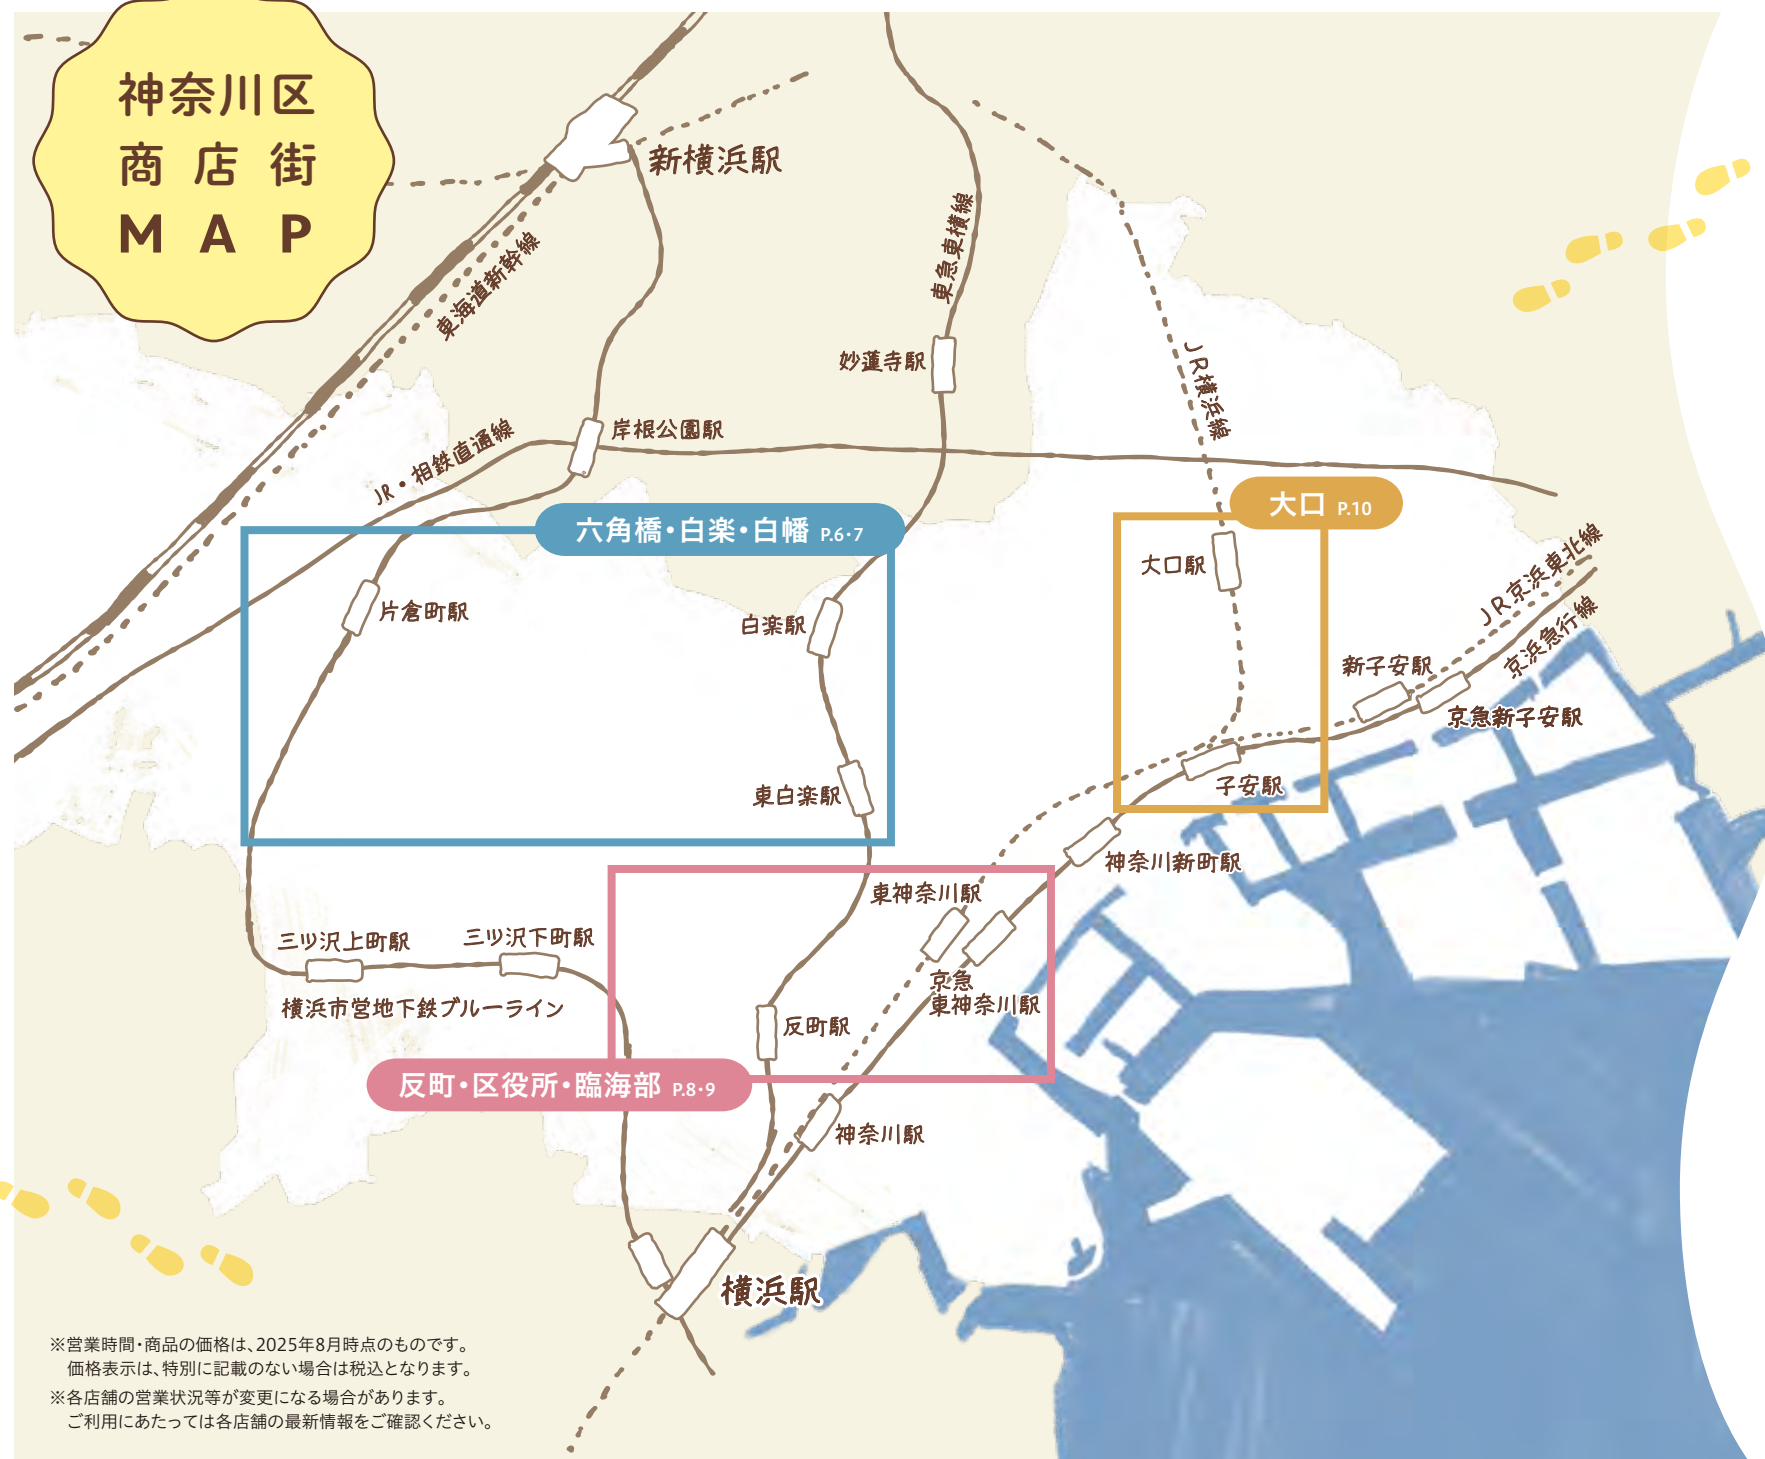 神奈川区
商店街
MAP
新横浜駅
東海道新幹線
東急東横線
妙蓮寺駅
JR横浜線
岸根公園駅
JR・相鉄直通線
六角橋・白楽・白幡 P.6・7
大口 P.10
大口駅
片倉町駅
白楽駅
JR京浜東北線
京浜急行線
新子安駅
京急新子安駅
東白楽駅
子安駅
神奈川新町駅
東神奈川駅
三ツ沢上町駅
三ツ沢下町駅
京急
東神奈川駅
横浜市営地下鉄ブルーライン
反町駅
反町・区役所・臨海部 P.8・9
神奈川駅
横浜駅
※営業時間・商品の価格は、2025年8月時点のものです。
価格表示は、特別に記載のない場合は税込となります。
※各店舗の営業状況等が変更になる場合があります。
ご利用にあたっては各店舗の最新情報をご確認ください。